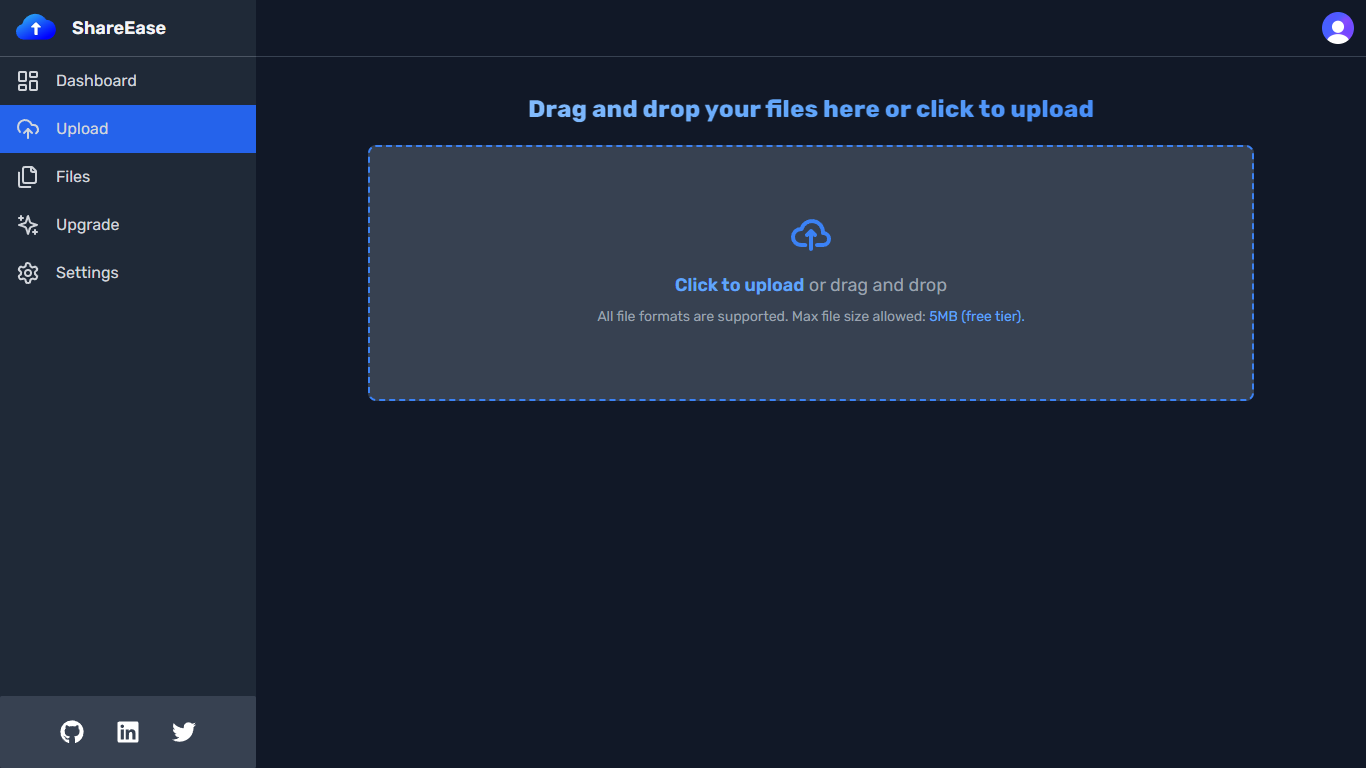 ShareEase
Dashboard
Upload
Files
Upgrade
Settings
Drag and drop your files here or click to upload
Click to upload or drag and drop
All file formats are supported. Max file size allowed: 5MB (free tier).